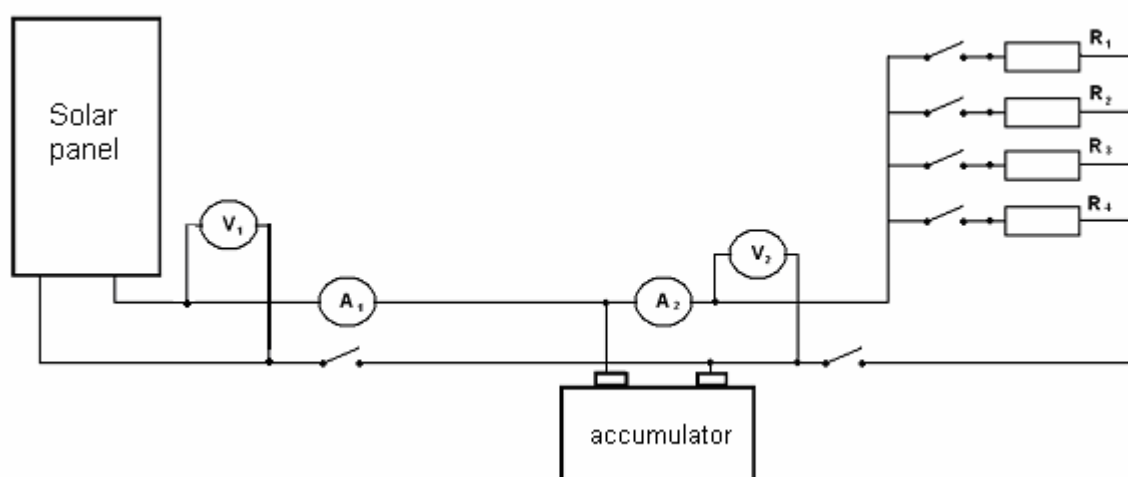 Solar
panel
V₁
A₁
A₂
V₂
R₁
R₂
R₃
R₄
accumulator